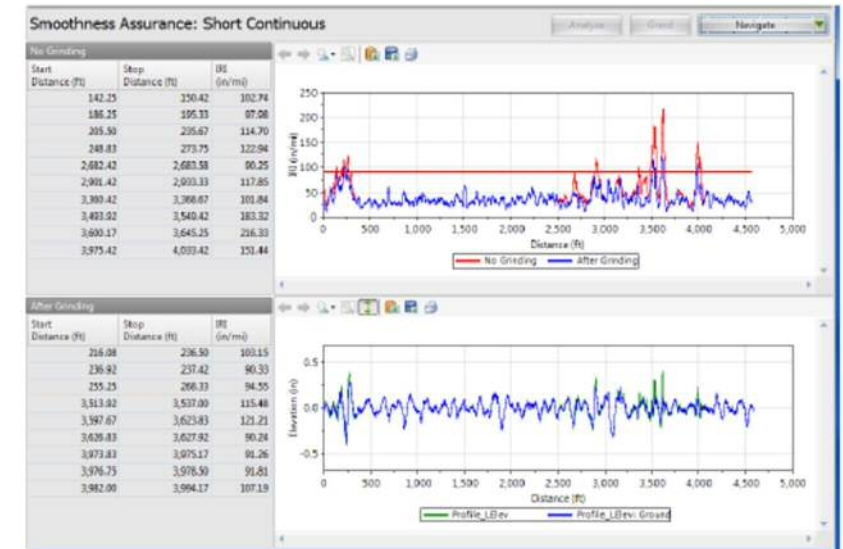 Smoothness Assurance: Short Continuous
Analyze Grind Navigate
No Grinding
Start Distance (ft) Stop Distance (ft) IRI (in/mi)
142.25 150.42 102.74
186.25 195.33 97.98
205.50 235.67 114.70
248.83 273.75 122.94
2,682.42 2,683.58 90.25
2,901.42 2,933.33 117.85
3,360.42 3,368.67 101.84
3,493.92 3,540.42 183.32
3,600.17 3,645.25 216.33
3,975.42 4,033.42 151.44
IRI (in/mi)
250
200
150
100
50
0
0 500 1,000 1,500 2,000 2,500 3,000 3,500 4,000 4,500 5,000
Distance (ft)
No Grinding After Grinding
After Grinding
Start Distance (ft) Stop Distance (ft) IRI (in/mi)
216.08 236.50 103.15
236.92 237.42 90.33
255.25 268.33 94.55
3,513.92 3,537.00 115.48
3,597.67 3,623.83 121.21
3,626.83 3,627.92 90.24
3,973.83 3,975.17 91.26
3,976.75 3,978.50 91.81
3,982.00 3,994.17 107.19
Elevation (in)
0.5
0.0
-0.5
0 500 1,000 1,500 2,000 2,500 3,000 3,500 4,000 4,500 5,000
Distance (ft)
Profile_LElev Profile_LElev: Ground